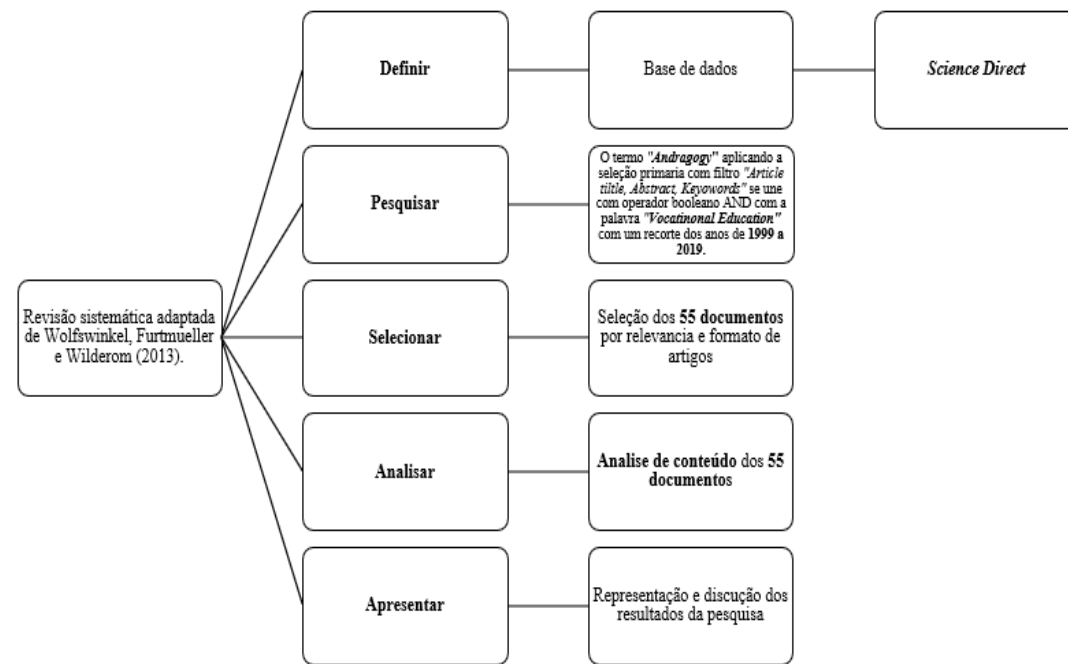 Definir
Base de dados
Science Direct
Pesquisar
O termo "Andragogy" aplicando a
seleção primaria com filtro "Article
tiltle, Abstract, Keyowords" se une
com operador booleano AND com a
palavra "Vocatinonal Education"
com um recorte dos anos de 1999 a
2019.
Revisão sistemática adaptada
de Wolfswinkel, Furtmueller
e Wilderom (2013).
Selecionar
Seleção dos 55 documentos
por relevancia e formato de
artigos
Analisar
Analise de conteúdo dos 55
documentos
Apresentar
Representação e discução dos
resultados da pesquisa